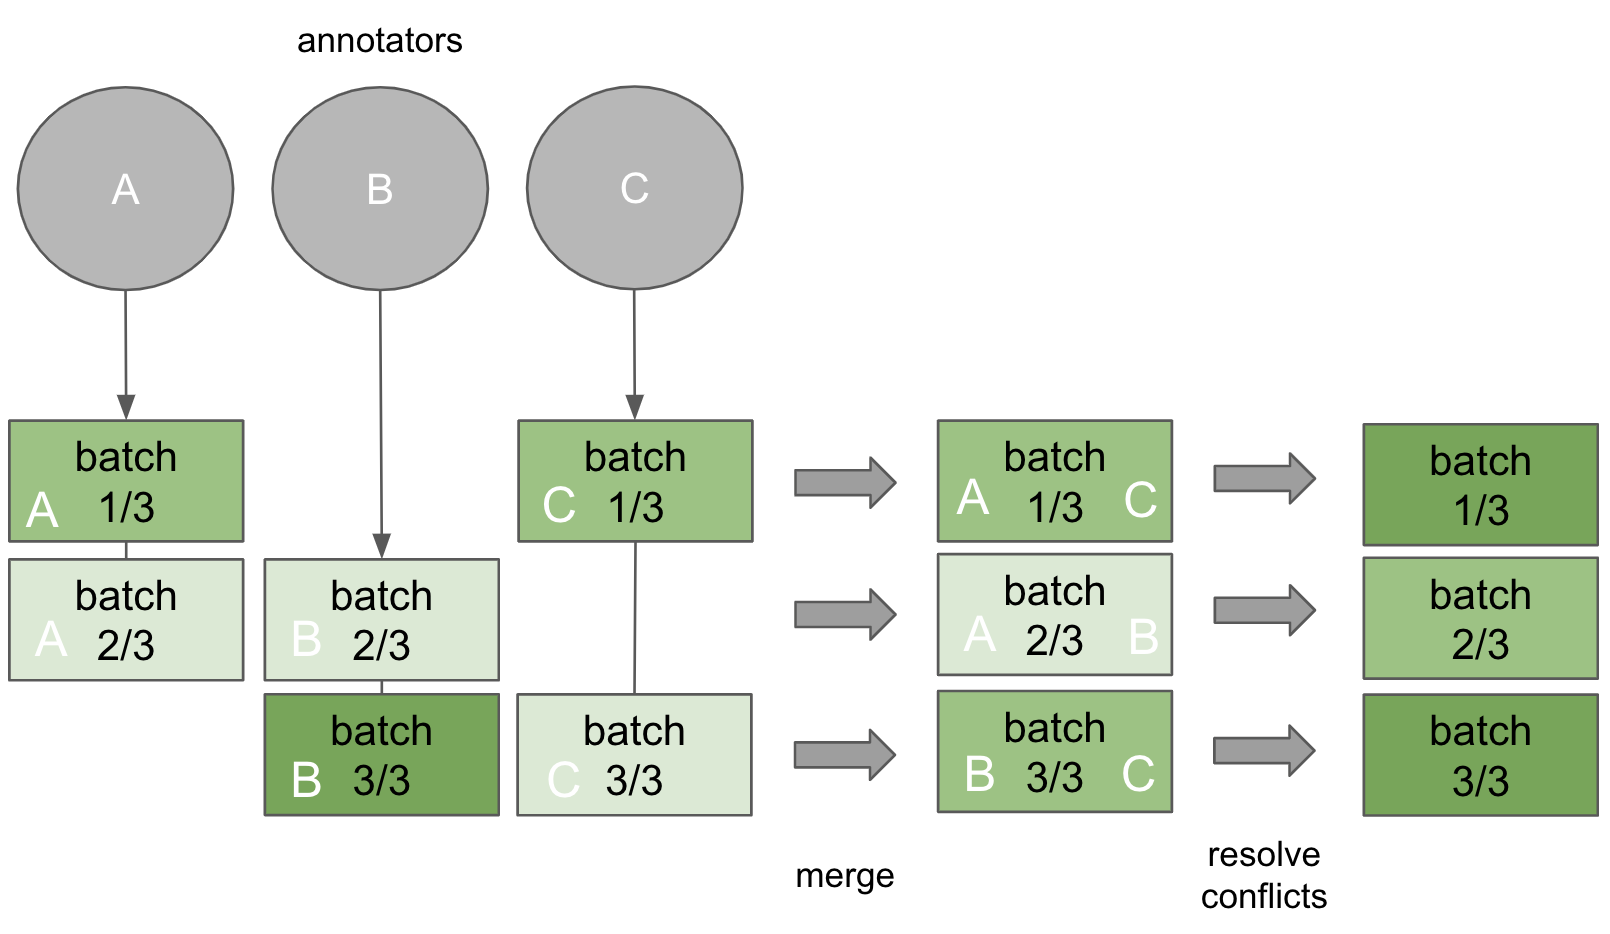 annotators
A
B
C
batch
A 1/3
batch
C 1/3
batch
A 1/3 C
batch
1/3
batch
A 2/3
batch
B 2/3
batch
A 2/3 B
batch
2/3
batch
B 3/3
batch
C 3/3
batch
B 3/3 C
batch
3/3
merge
resolve
conflicts